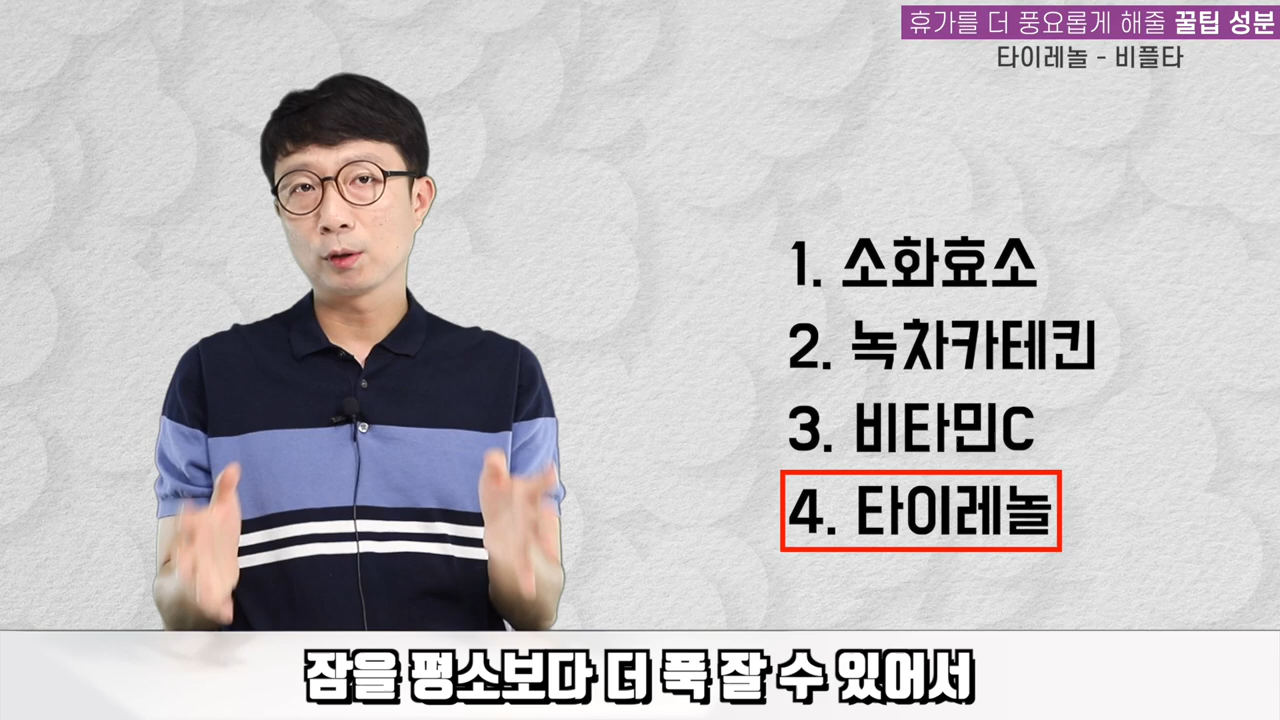 휴가를 더 풍요롭게 해줄 꿀팁 성분
타이레놀 - 비플타
1. 소화효소
2. 녹차카테킨
3. 비타민C
4. 타이레놀
잠을 평소보다 더 푹 잘 수 있어서